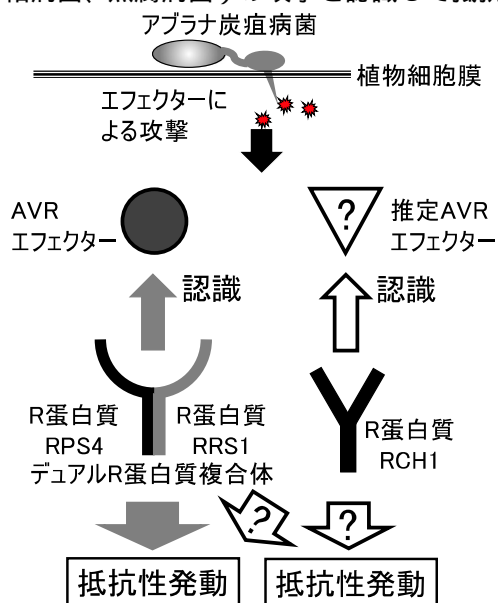 アブラナ炭疽病菌
植物細胞膜
エフェクターに
よる攻撃
AVR
エフェクター
?
推定AVR
エフェクター
認識
認識
R蛋白質
RPS4
R蛋白質
RRS1
デュアルR蛋白質複合体
R蛋白質
RCH1
?
?
抵抗性発動
抵抗性発動